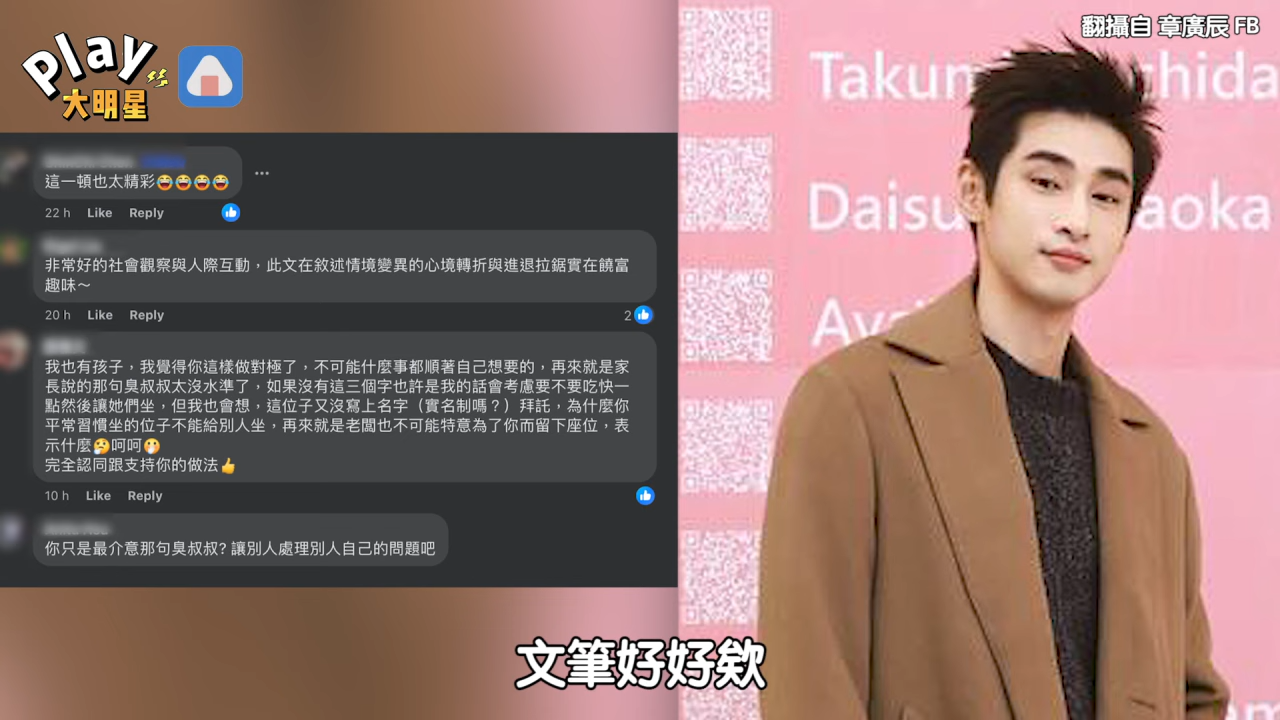 Play
大明星
翻攝自 章廣辰 FB
這一頓也太精彩😂😂😂😂
22 h Like Reply
非常好的社會觀察與人際互動，此文在敘述情境變異的心境轉折與進退拉鋸實在饒富
趣味～
20 h Like Reply 2
我也有孩子，我覺得你這樣做對極了，不可能什麼事都順著自己想要的，再來就是家
長說的那句臭叔叔太沒水準了，如果沒有這三個字也許是我的話會考慮要不要吃快一
點然後讓她們坐，但我也會想，這位子又沒寫上名字（實名制嗎？）拜託，為什麼你
平常習慣坐的位子不能給別人坐，再來就是老闆也不可能特意為了你而留下座位，表
示什麼🤔呵呵🤭
完全認同跟支持你的做法👍
10 h Like Reply
你只是最介意那句臭叔叔? 讓別人處理別人自己的問題吧
Daisu
aoka
文筆好好欸